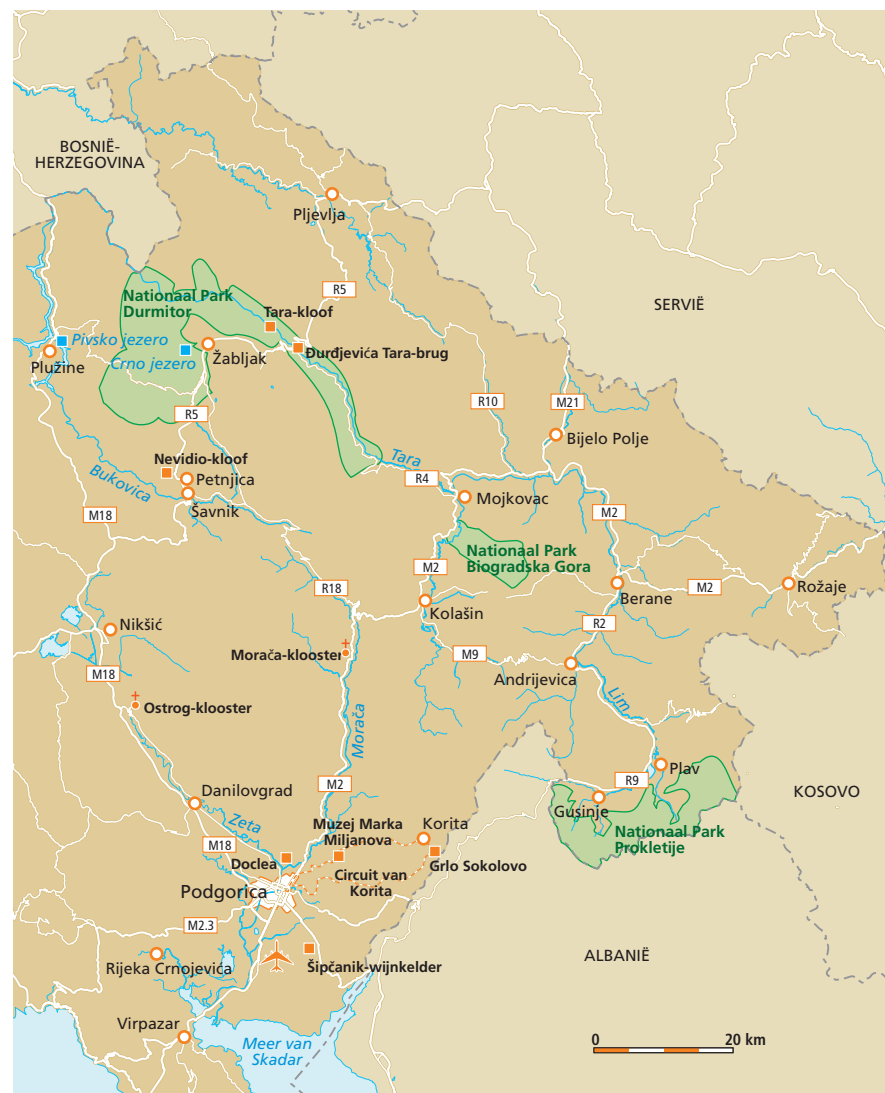 BOSNIË-
HERZEGOVINA
Pljevlja
R5
SERVIË
Nationaal Park
Durmitor
Tara-kloof
Pivsko jezero
Plužine
Crno jezero
Žabljak
Đurđjevića Tara-brug
R5
R10
M21
Bijelo Polje
Nevidio-kloof
Petnjica
Bukovica
Šavnik
Tara
R4
Mojkovac
M18
M2
Nationaal Park
Biogradska Gora
M2
R18
Kolašin
Berane
M2
Rožaje
Nikšić
R2
Morača-klooster
M9
M18
Andrijevica
Ostrog-klooster
Lim
Morača
Plav
R9
M2
Danilovgrad
Gusinje
KOSOVO
Zeta
Muzej Marka
Miljanova
Korita
Nationaal Park
Prokletije
M18
Doclea
Grlo Sokolovo
Circuit van
Korita
Podgorica
M2.3
Rijeka Crnojevića
Šipčanik-wijnkelder
ALBANIË
Virpazar
Meer van
Skadar
0 20 km